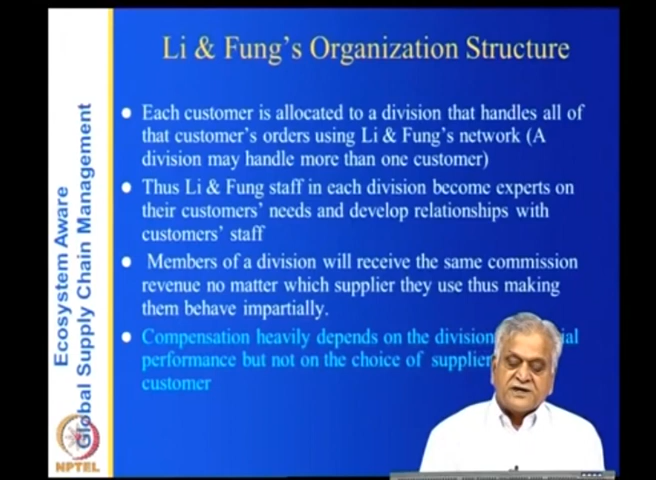 Li & Fung's Organization Structure
Each customer is allocated to a division that handles all of
that customer's orders using Li & Fung's network (A
division may handle more than one customer)
Thus Li & Fung staff in each division become experts on
their customers' needs and develop relationships with
customers' staff
Members of a division will receive the same commission
revenue no matter which supplier they use thus making
them behave impartially.
Compensation heavily depends on the division
performance but not on the choice of supplier
customer
Ecosystem Aware
Global Supply Chain Management
NPTEL